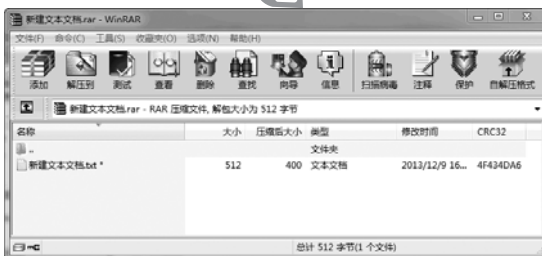 新建文本文档.rar - WinRAR
文件(F) 命令(C) 工具(S) 收藏夹(O) 选项(N) 帮助(H)
添加 解压到 测试 查看 删除 查找 向导 信息 扫描病毒 注释 保护 自解压格式
新建文本文档.rar - RAR 压缩文件, 解包大小为 512 字节
名称 大小 压缩后大小 类型 修改时间 CRC32
.. 文件夹
新建文本文档.txt * 512 400 文本文档 2013/12/9 16... 4F434DA6
总计 512 字节(1 个文件)